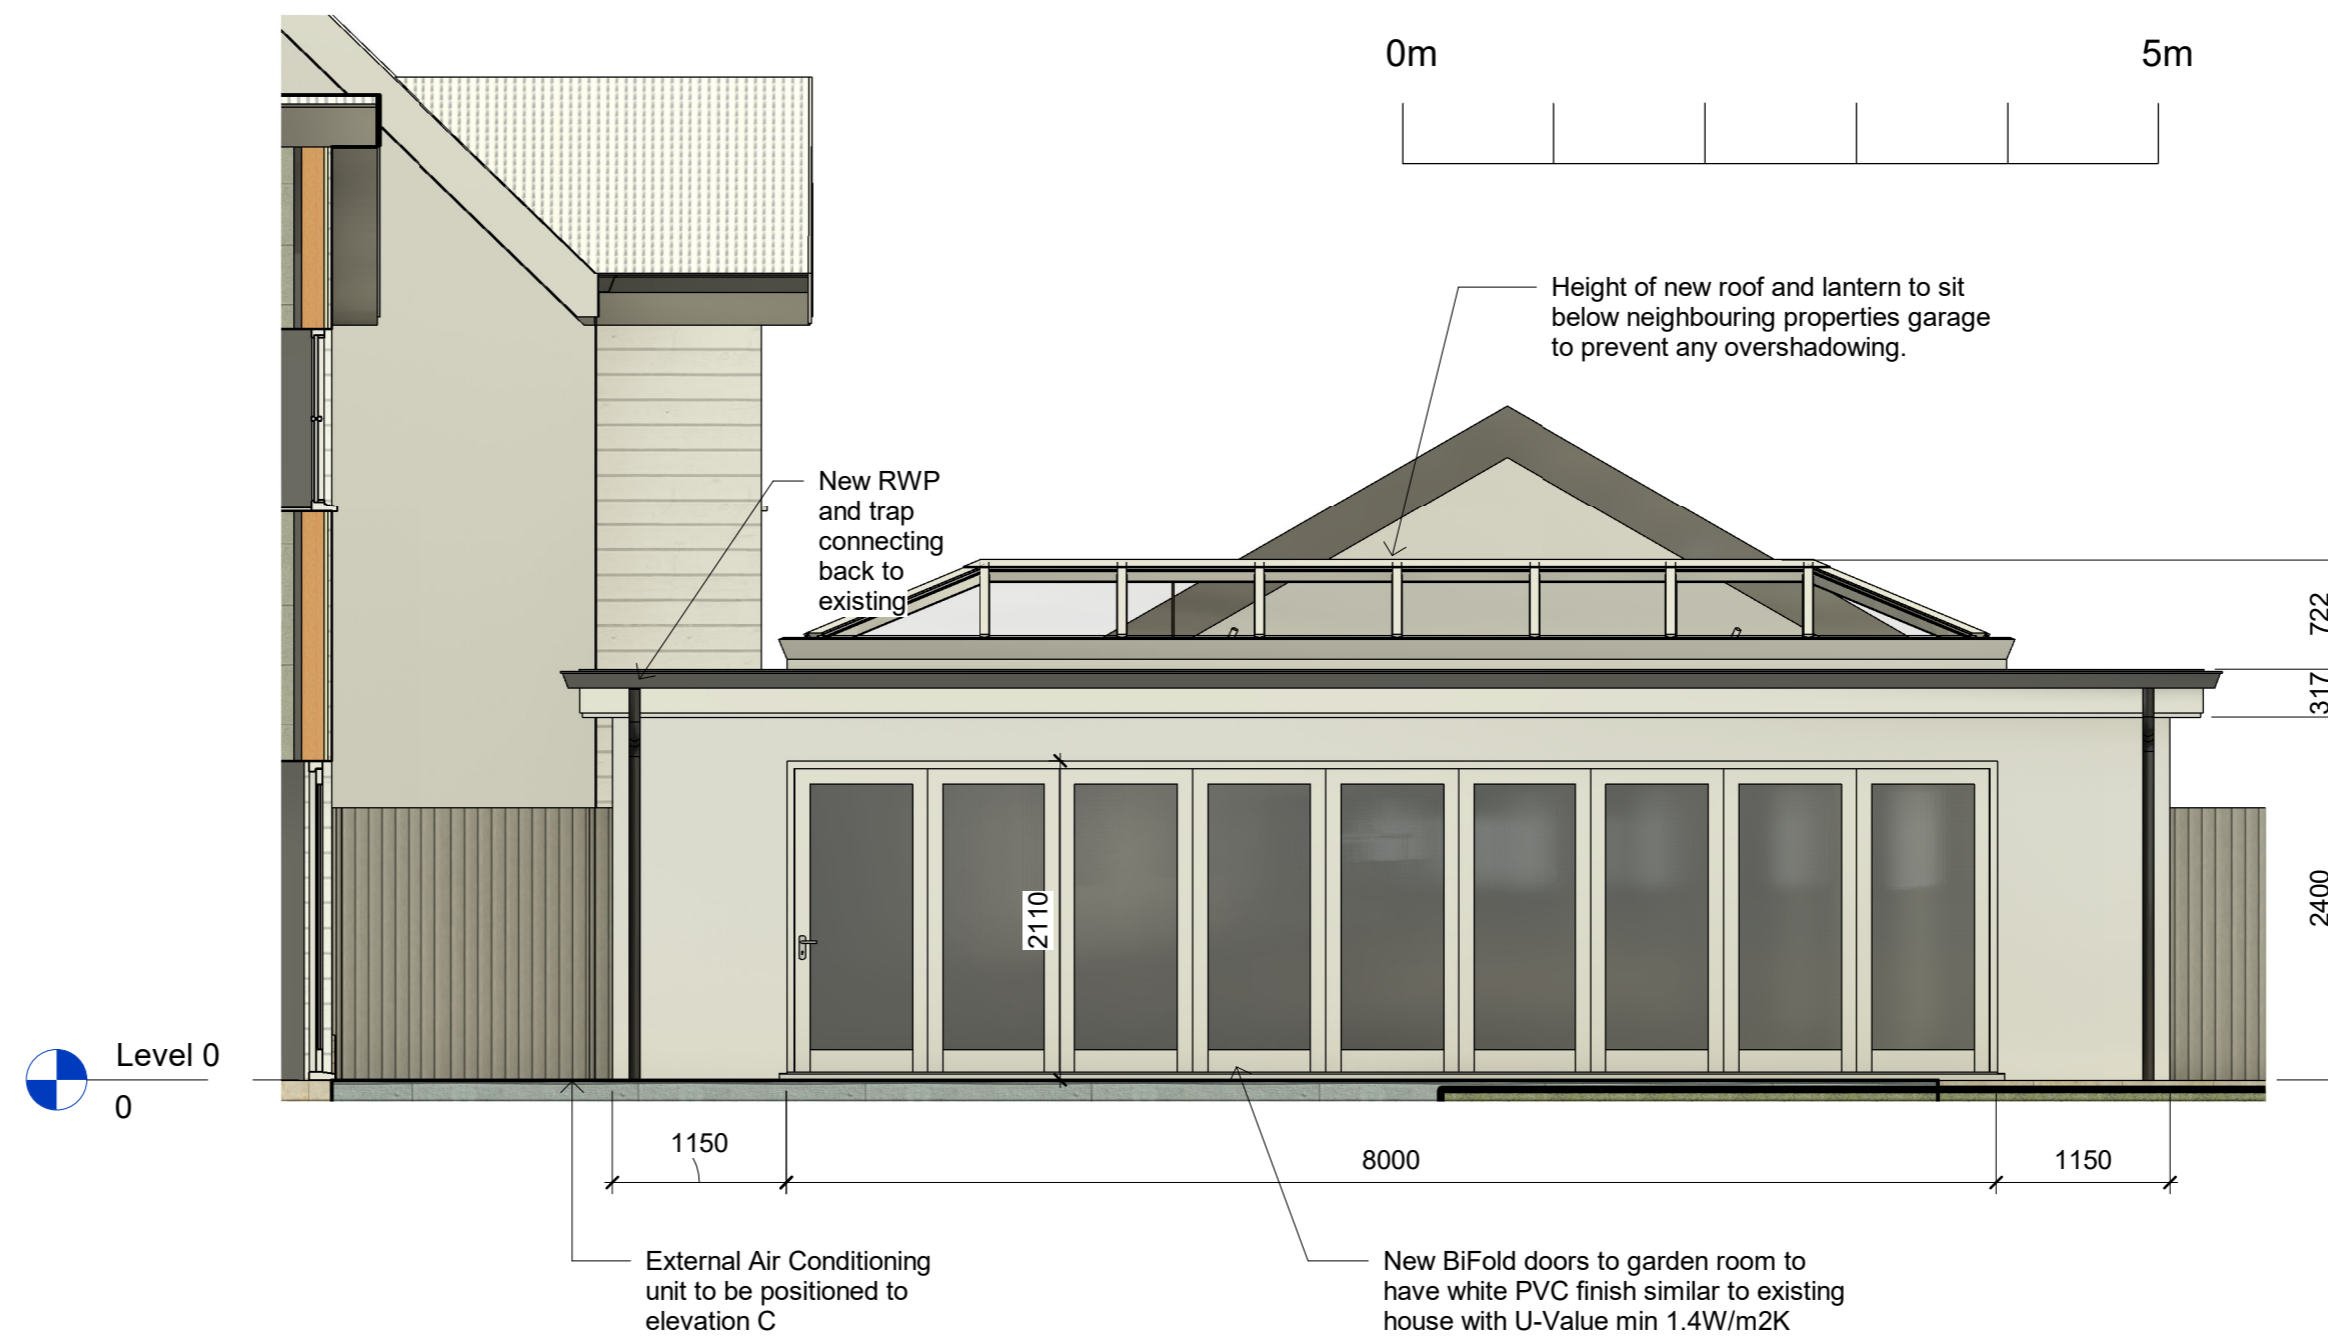 0m 5m
Height of new roof and lantern to sit
below neighbouring properties garage
to prevent any overshadowing.
New RWP
and trap
connecting
back to
existing
722
317
2400
2110
Level 0
0
1150
8000
1150
External Air Conditioning
unit to be positioned to
elevation C
New BiFold doors to garden room to
have white PVC finish similar to existing
house with U-Value min 1.4W/m2K